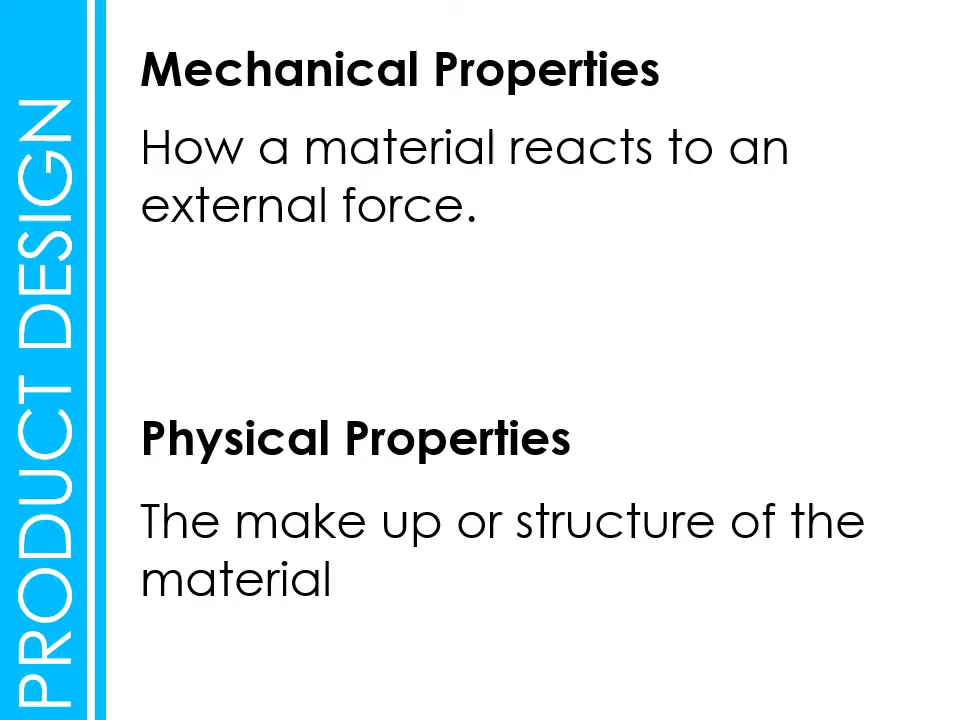 PRODUCT DESIGN
Mechanical Properties
How a material reacts to an
external force.
Physical Properties
The make up or structure of the
material